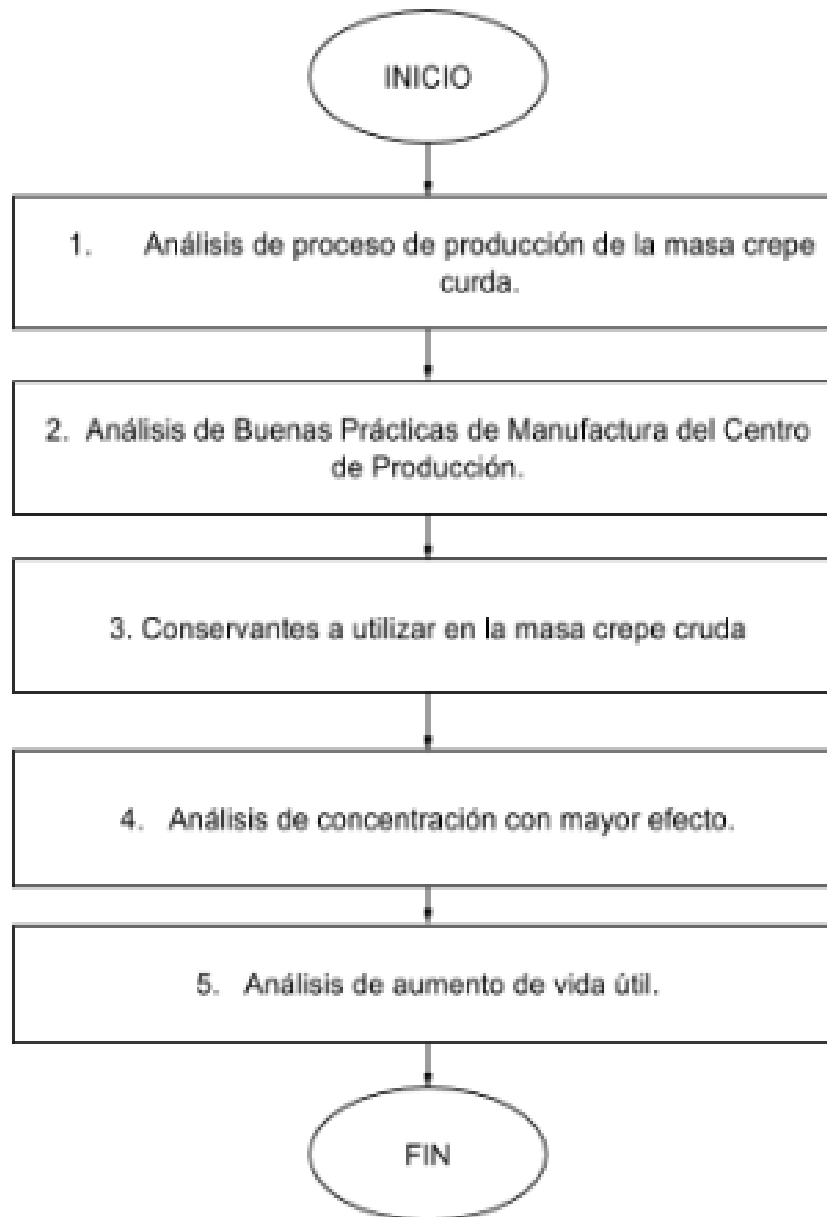 INICIO
1. Análisis de proceso de producción de la masa crepe
curda.
2. Análisis de Buenas Prácticas de Manufactura del Centro
de Producción.
3. Conservantes a utilizar en la masa crepe cruda
4. Análisis de concentración con mayor efecto.
5. Análisis de aumento de vida útil.
FIN